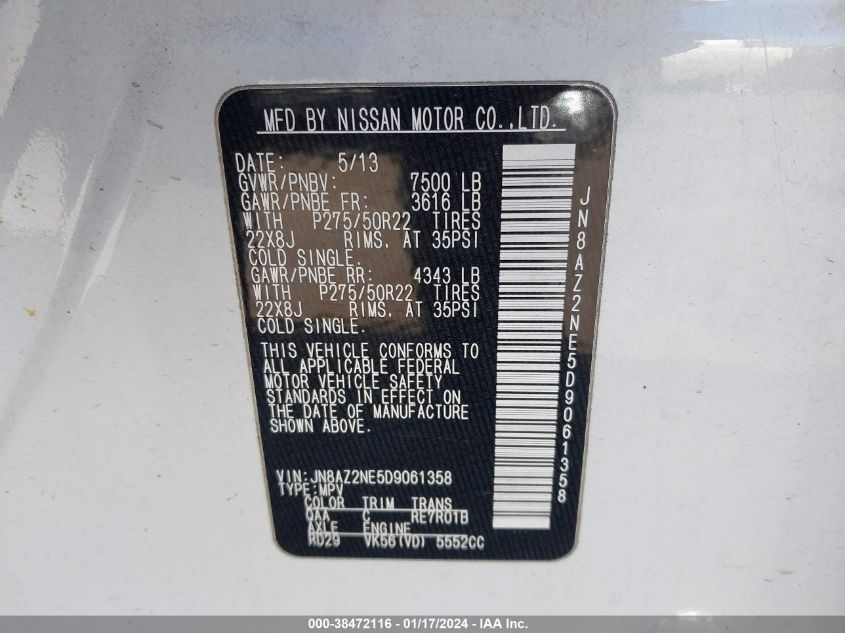 MFD BY NISSAN MOTOR CO.,LTD.
DATE: 5/13
GVWR/PNBV: 7500 LB
GAWR/PNBE FR: 3616 LB
WITH P275/50R22 TIRES
22X8J RIMS. AT 35PSI
COLD SINGLE.
GAWR/PNBE RR: 4343 LB
WITH P275/50R22 TIRES
22X8J RIMS. AT 35PSI
COLD SINGLE.
THIS VEHICLE CONFORMS TO
ALL APPLICABLE FEDERAL
MOTOR VEHICLE SAFETY
STANDARDS IN EFFECT ON
THE DATE OF MANUFACTURE
SHOWN ABOVE.
VIN:JN8AZ2NE5D9061358
TYPE:MPV
COLOR TRIM TRANS
QAA C RE7R01B
AXLE ENGINE
RD29 VK56(VD) 5552CC
JN8AZ2NE5D9061358
000-38472116 - 01/17/2024 - IAA Inc.